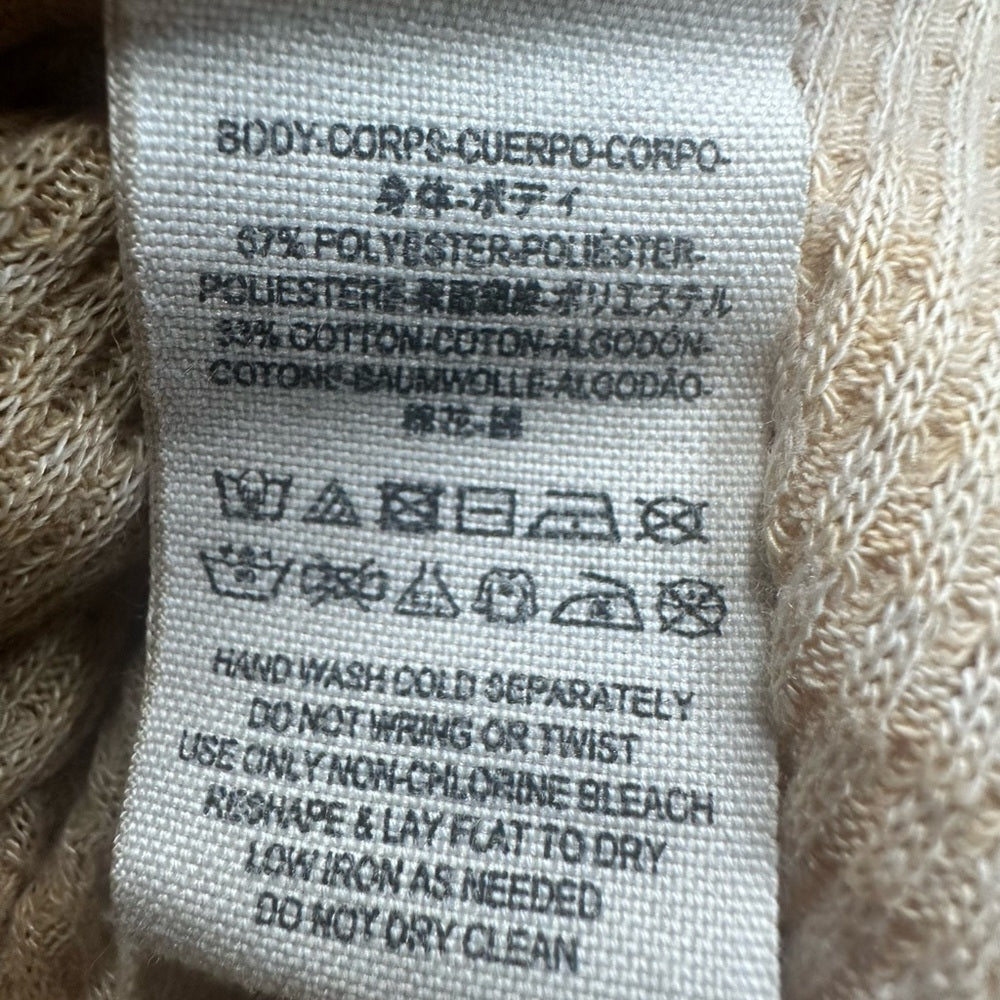 BODY-CORPS-CUERPO-CORPO-
身体-ボディ
67% POLYESTER-POLIÉSTER-
POLIESTERE-聚酯纖維-ポリエステル
33% COTTON-COTON-ALGODÓN-
COTONE-BAUMWOLLE-ALGODÃO-
棉花-綿
HAND WASH COLD SEPARATELY
DO NOT WRING OR TWIST
USE ONLY NON-CHLORINE BLEACH
RESHAPE & LAY FLAT TO DRY
LOW IRON AS NEEDED
DO NOT DRY CLEAN